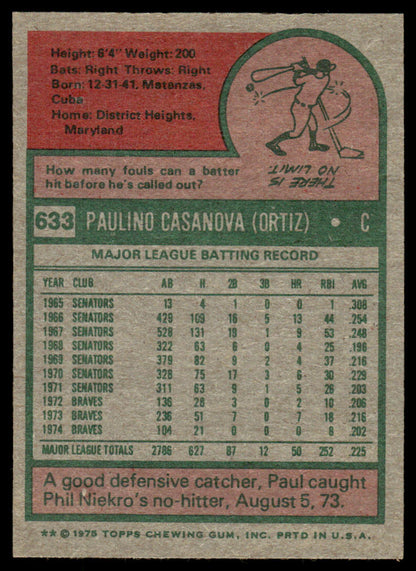 Height: 6'4" Weight: 200
Bats: Right Throws: Right
Born: 12-31-41, Matanzas,
Cuba
Home: District Heights,
Maryland
How many fouls can a batter
hit before he's called out?
THERE IS
NO LIMIT
633 PAULINO CASANOVA (ORTIZ) • C
MAJOR LEAGUE BATTING RECORD
YEAR CLUB AB H 2B 3B HR RBI AVG
1965 SENATORS 13 4 1 0 0 1 .308
1966 SENATORS 429 109 16 5 13 44 .254
1967 SENATORS 528 131 19 1 9 53 .248
1968 SENATORS 322 63 6 0 4 25 .196
1969 SENATORS 379 82 9 2 4 37 .216
1970 SENATORS 328 75 17 3 6 30 .229
1971 SENATORS 311 63 9 1 5 26 .203
1972 BRAVES 136 28 3 0 2 10 .206
1973 BRAVES 236 51 7 0 7 18 .216
1974 BRAVES 104 21 0 0 0 8 .202
MAJOR LEAGUE TOTALS 2786 627 87 12 50 252 .225
A good defensive catcher, Paul caught
Phil Niekro's no-hitter, August 5, 73.
** © 1975 TOPPS CHEWING GUM, INC. PRTD IN U.S.A.